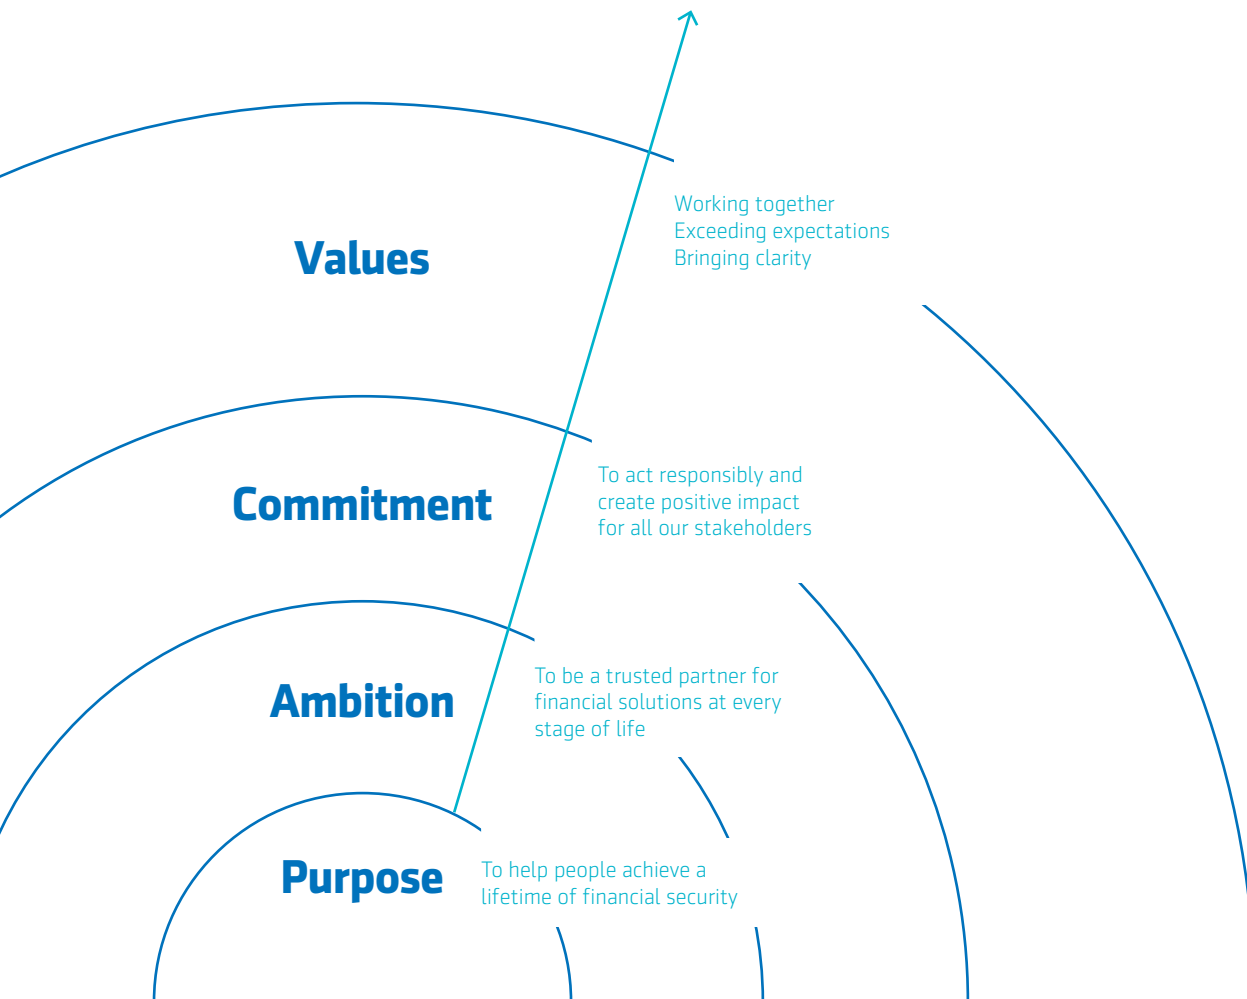 Values
Working together
Exceeding expectations
Bringing clarity
Commitment
To act responsibly and
create positive impact
for all our stakeholders
Ambition
To be a trusted partner for
financial solutions at every
stage of life
Purpose
To help people achieve a
lifetime of financial security